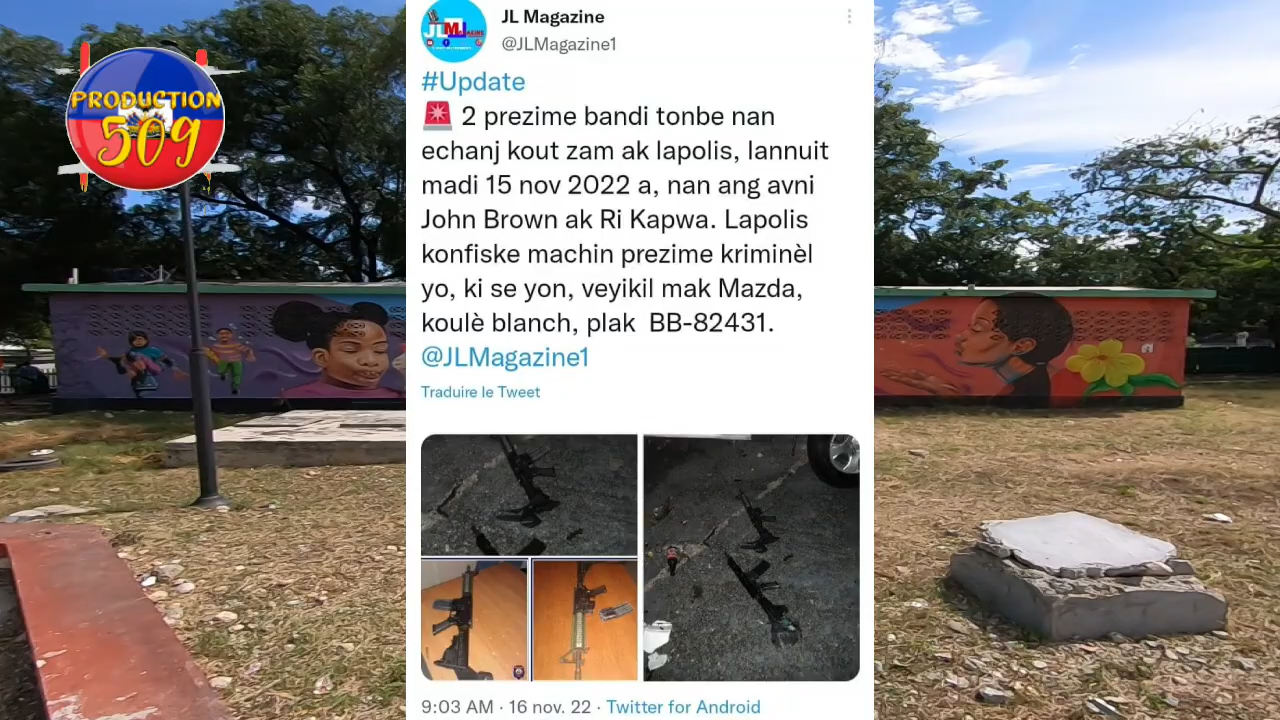 PRODUCTION
509
JL Magazine
@JLMagazine1
#Update
2 prezime bandi tonbe nan
echanj kout zam ak lapolis, lannuit
madi 15 nov 2022 a, nan ang avni
John Brown ak Ri Kapwa. Lapolis
konfiske machin prezime kriminèl
yo, ki se yon, veyikil mak Mazda,
koulè blanch, plak BB-82431.
@JLMagazine1
Traduire le Tweet
9:03 AM · 16 nov. 22 · Twitter for Android